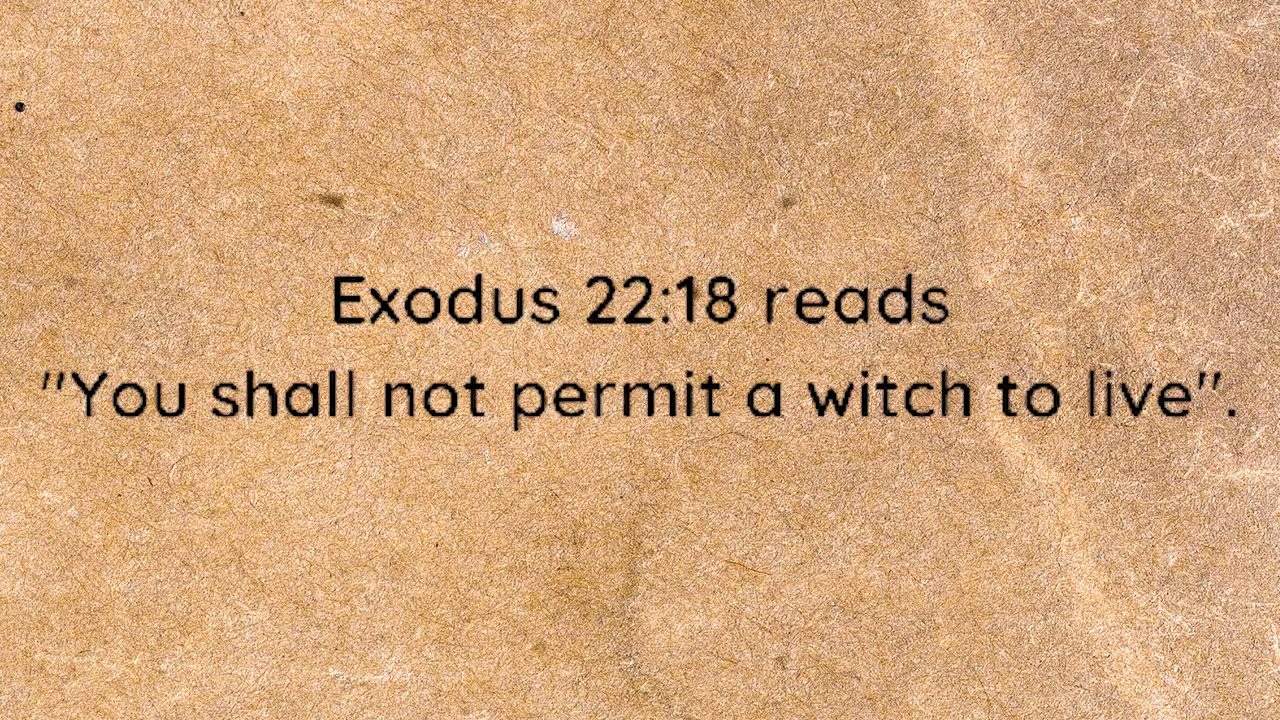 Exodus 22:18 reads
"You shall not permit a witch to live".